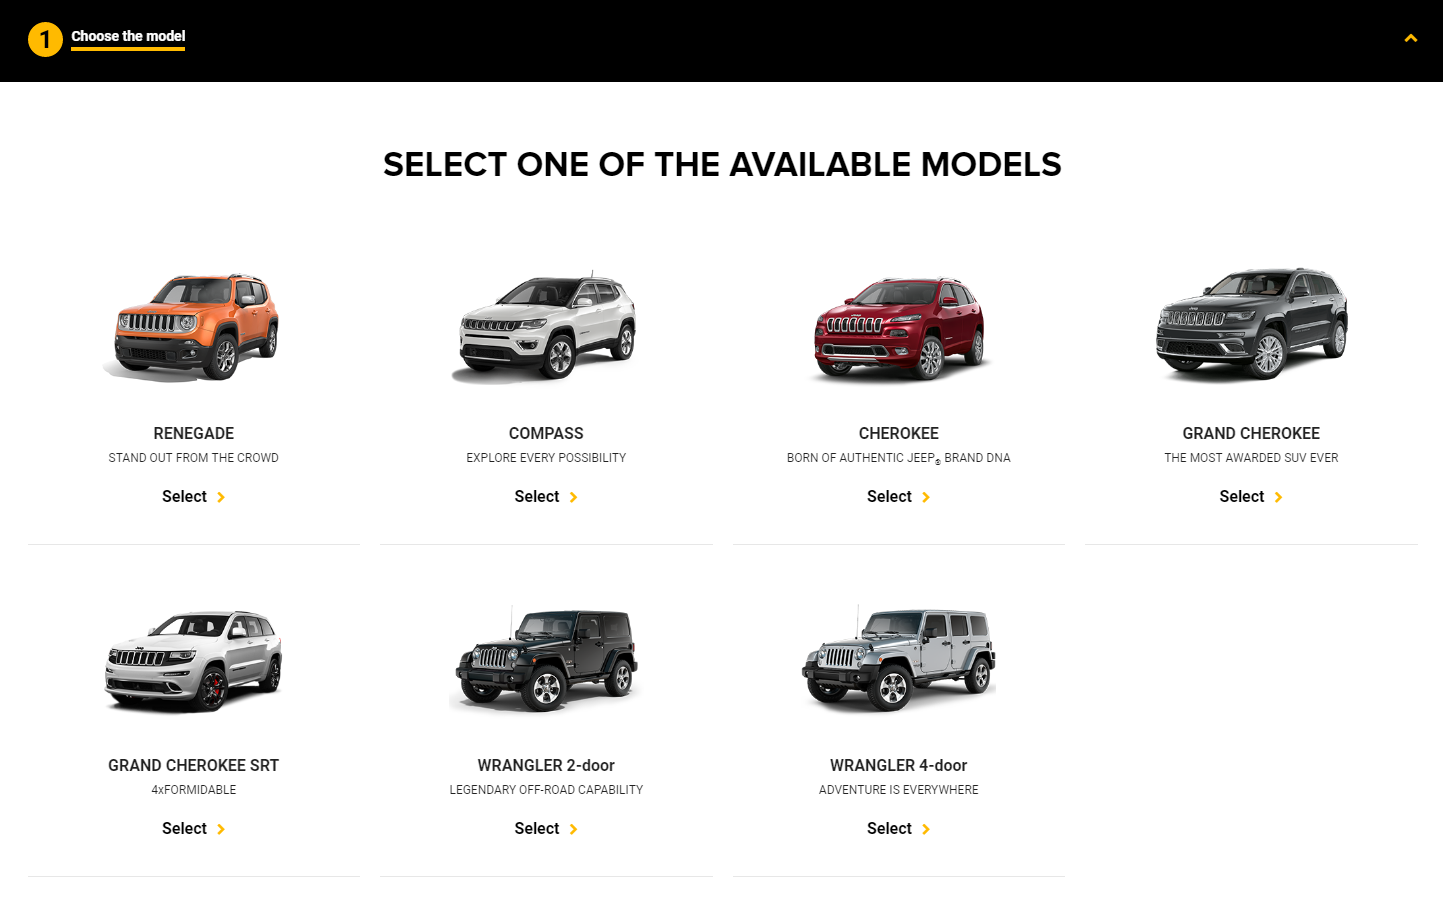 1 Choose the model
SELECT ONE OF THE AVAILABLE MODELS
RENEGADE
STAND OUT FROM THE CROWD
Select
COMPASS
EXPLORE EVERY POSSIBILITY
Select
CHEROKEE
BORN OF AUTHENTIC JEEP® BRAND DNA
Select
GRAND CHEROKEE
THE MOST AWARDED SUV EVER
Select
GRAND CHEROKEE SRT
4xFORMIDABLE
Select
WRANGLER 2-door
LEGENDARY OFF-ROAD CAPABILITY
Select
WRANGLER 4-door
ADVENTURE IS EVERYWHERE
Select